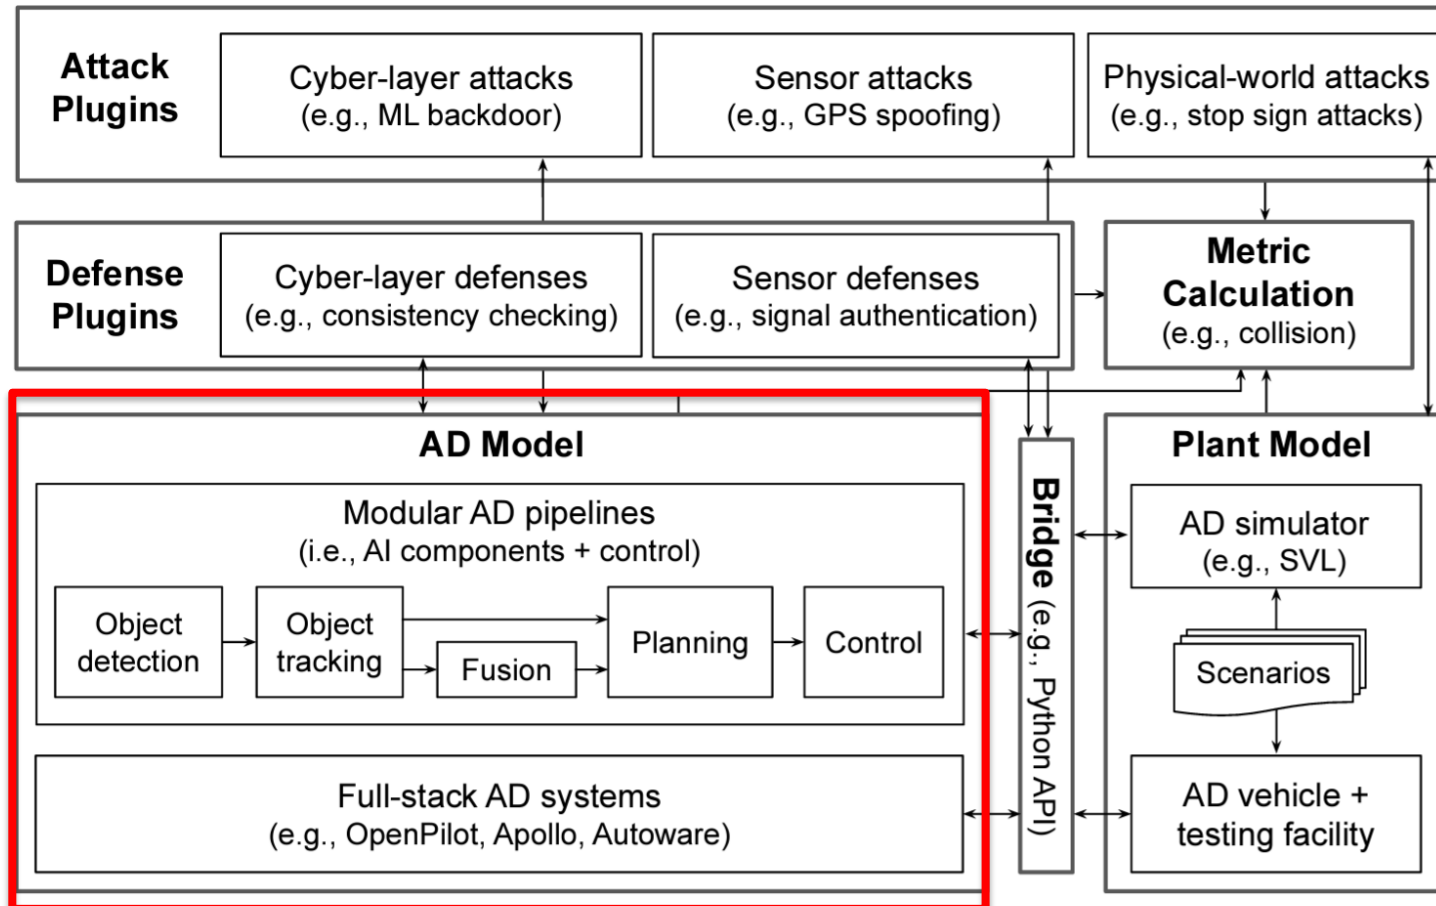 Attack
Plugins
Cyber-layer attacks
(e.g., ML backdoor)
Sensor attacks
(e.g., GPS spoofing)
Physical-world attacks
(e.g., stop sign attacks)
Defense
Plugins
Cyber-layer defenses
(e.g., consistency checking)
Sensor defenses
(e.g., signal authentication)
Metric
Calculation
(e.g., collision)
AD Model
Modular AD pipelines
(i.e., AI components + control)
Object
detection
Object
tracking
Fusion
Planning
Control
Full-stack AD systems
(e.g., OpenPilot, Apollo, Autoware)
Bridge (e.g., Python API)
Plant Model
AD simulator
(e.g., SVL)
Scenarios
AD vehicle +
testing facility